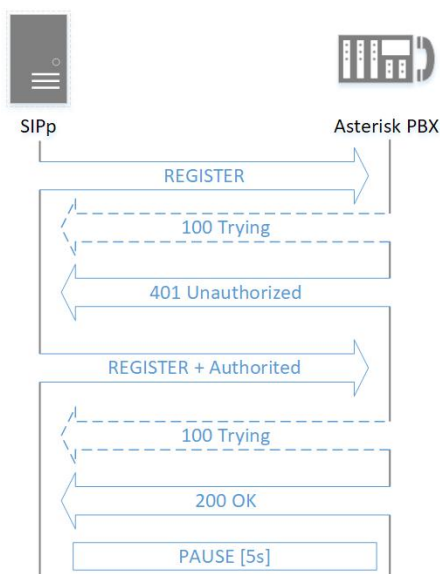 SIPp
Asterisk PBX
REGISTER
100 Trying
401 Unauthorized
REGISTER + Authorited
100 Trying
200 OK
PAUSE [5s]